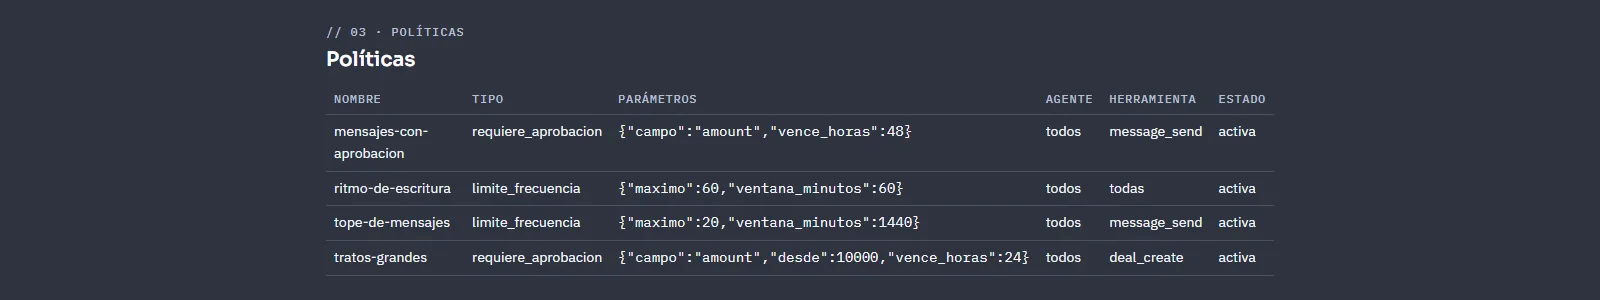 // 03 · POLÍTICAS
Políticas
NOMBRE TIPO PARÁMETROS AGENTE HERRAMIENTA ESTADO
mensajes-con- requiere_aprobacion {"campo":"amount","vence_horas":48} todos message_send activa
aprobacion
ritmo-de-escritura limite_frecuencia {"maximo":60,"ventana_minutos":60} todos todas activa
tope-de-mensajes limite_frecuencia {"maximo":20,"ventana_minutos":1440} todos message_send activa
tratos-grandes requiere_aprobacion {"campo":"amount","desde":10000,"vence_horas":24} todos deal_create activa